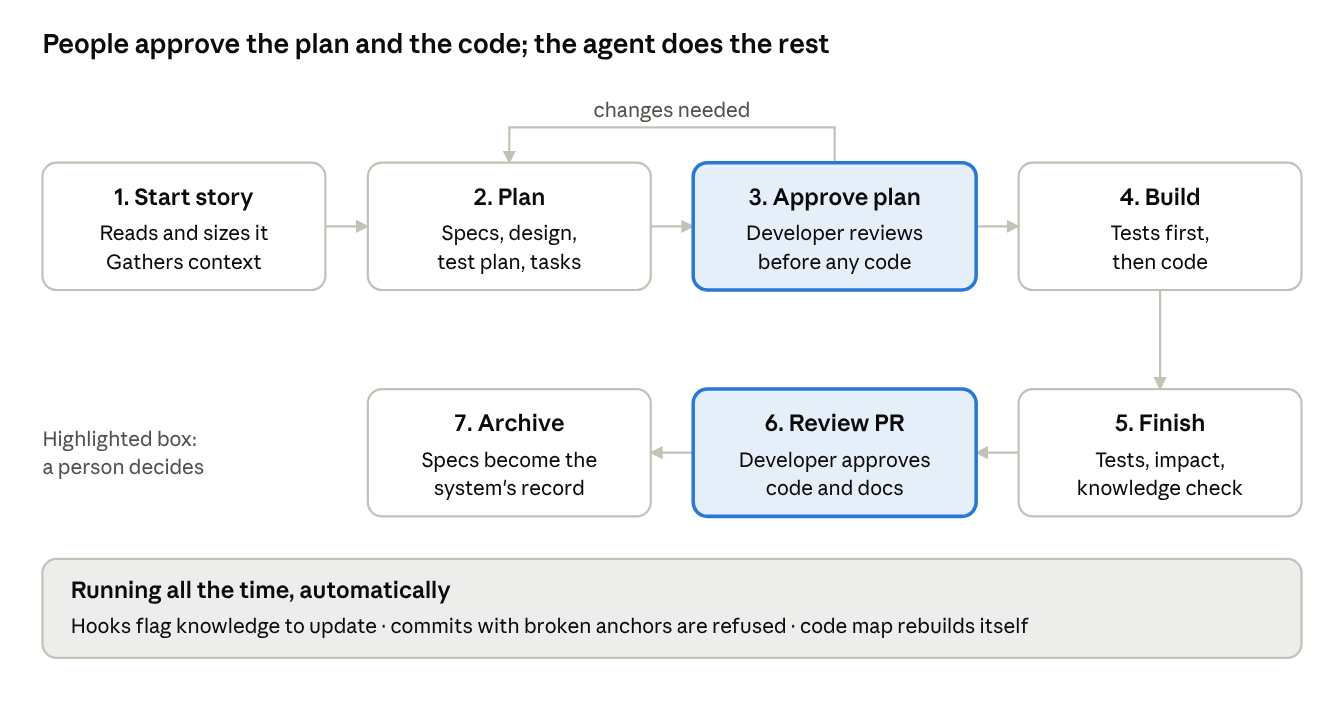 People approve the plan and the code; the agent does the rest
changes needed
1. Start story
Reads and sizes it
Gathers context
2. Plan
Specs, design,
test plan, tasks
3. Approve plan
Developer reviews
before any code
4. Build
Tests first,
then code
Highlighted box:
a person decides
7. Archive
Specs become the
system's record
6. Review PR
Developer approves
code and docs
5. Finish
Tests, impact,
knowledge check
Running all the time, automatically
Hooks flag knowledge to update · commits with broken anchors are refused · code map rebuilds itself